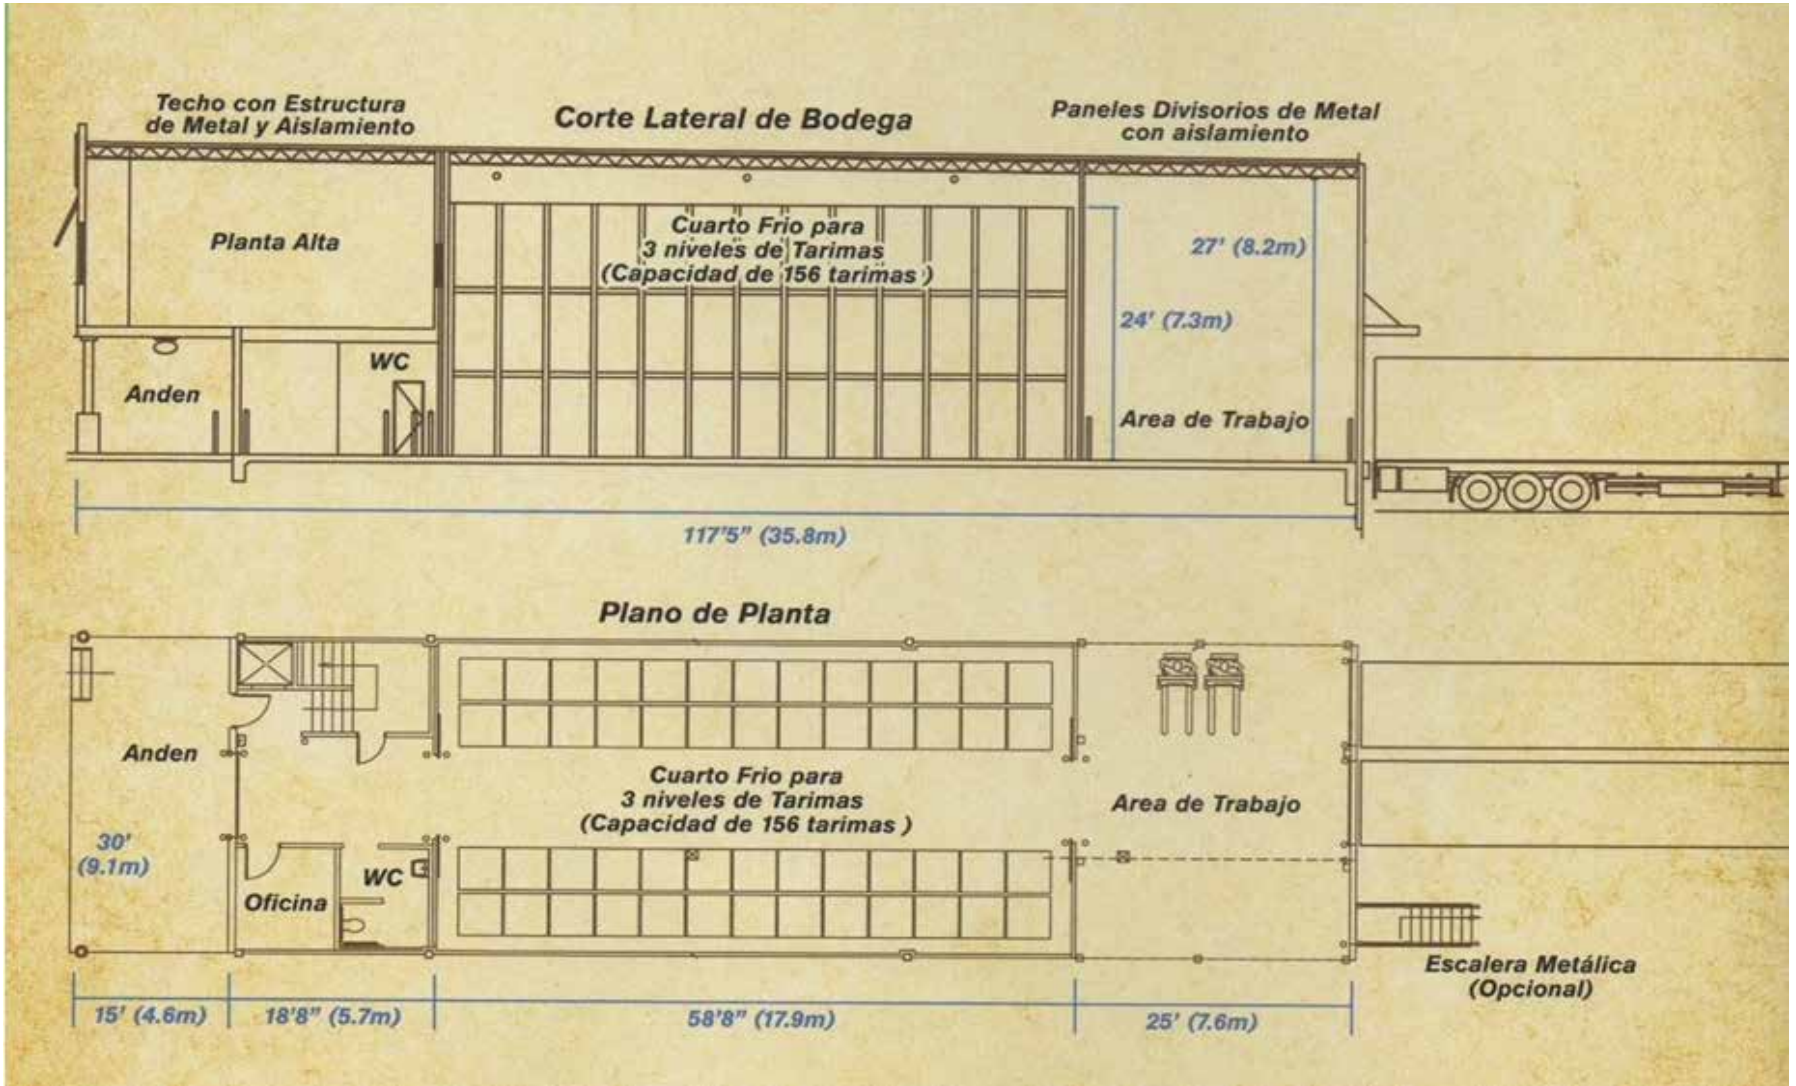 Techo con Estructura
de Metal y Aislamiento
Corte Lateral de Bodega
Paneles Divisorios de Metal
con aislamiento
Planta Alta
Cuarto Frio para
3 niveles de Tarimas
(Capacidad de 156 tarimas )
27' (8.2m)
24' (7.3m)
WC
Anden
Area de Trabajo
117'5" (35.8m)
Plano de Planta
Anden
Cuarto Frio para
3 niveles de Tarimas
(Capacidad de 156 tarimas )
Area de Trabajo
30'
(9.1m)
WC
Oficina
Escalera Metálica
(Opcional)
15' (4.6m)
18'8" (5.7m)
58'8" (17.9m)
25' (7.6m)